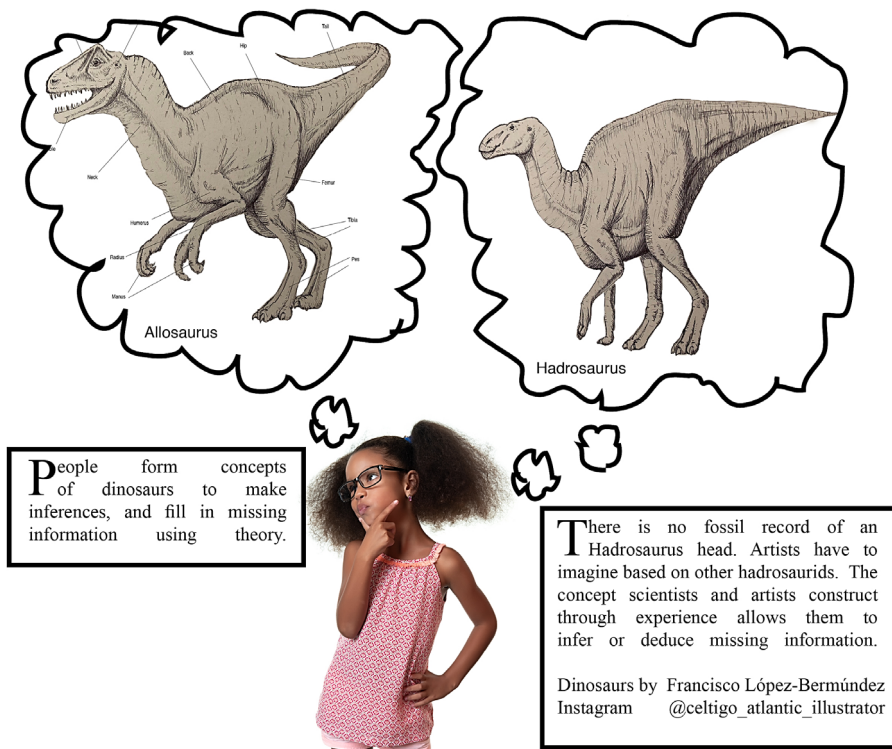 Tail
Hip
Back
Neck
Femur
Humerus
Tibia
Radius
Pes
Manus
Allosaurus
Hadrosaurus
People form concepts
of dinosaurs to make
inferences, and fill in missing
information using theory.
There is no fossil record of an
Hadrosaurus head. Artists have to
imagine based on other hadrosaurids. The
concept scientists and artists construct
through experience allows them to
infer or deduce missing information.
Dinosaurs by Francisco López-Bermúndez
Instagram @celtigo_atlantic_illustrator